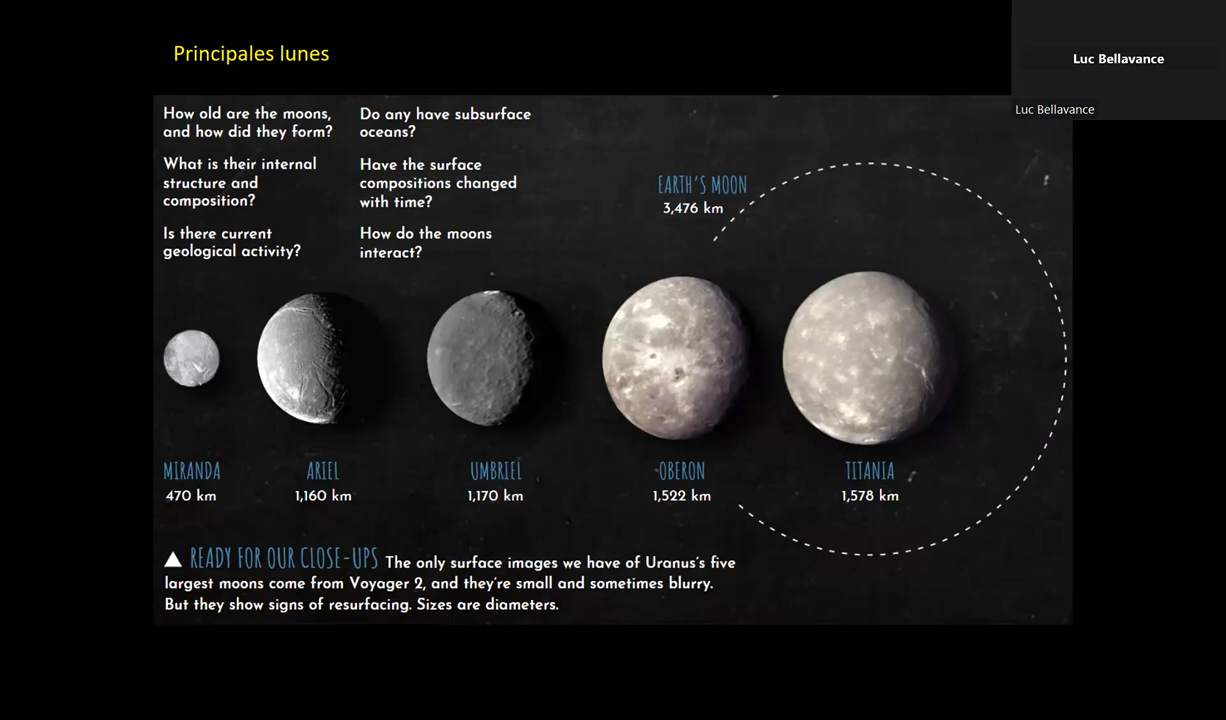 Principales lunes
Luc Bellavance
Luc Bellavance
How old are the moons,
and how did they form?
What is their internal
structure and
composition?
Is there current
geological activity?
Do any have subsurface
oceans?
Have the surface
compositions changed
with time?
How do the moons
interact?
EARTH'S MOON
3,476 km
MIRANDA
470 km
ARIEL
1,160 km
UMBRIEL
1,170 km
OBERON
1,522 km
TITANIA
1,578 km
READY FOR OUR CLOSE-UPS The only surface images we have of Uranus's five
largest moons come from Voyager 2, and they're small and sometimes blurry.
But they show signs of resurfacing. Sizes are diameters.